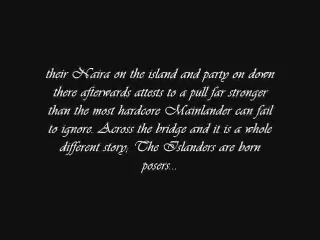 their Naira on the island and party on down
there afterwards attests to a pull far stronger
than the most hardcore Mainlander can fail
to ignore. Across the bridge and it is a whole
different story; The Islanders are born
posers...